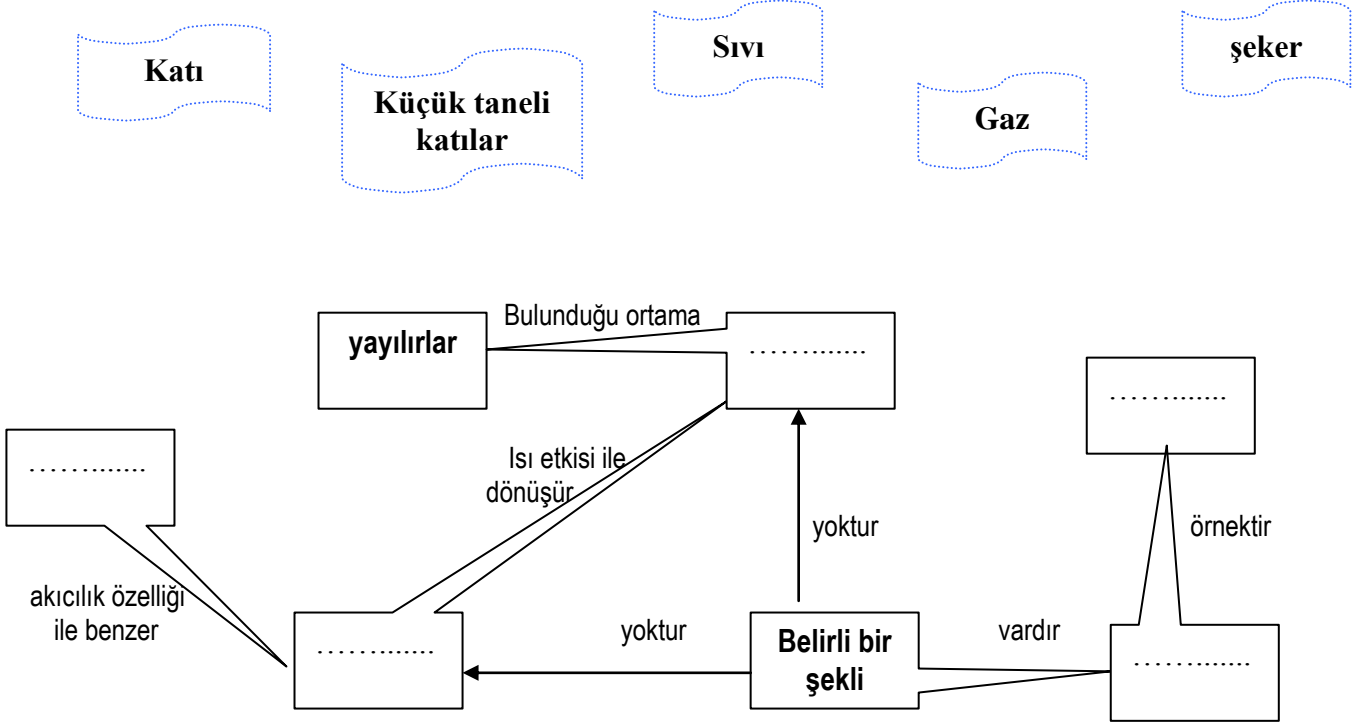 Katı
Küçük taneli
katılar
Sıvı
Gaz
şeker
yayılırlar
Bulunduğu ortama
………......
………......
………......
Isı etkisi ile
dönüşür
yoktur
örnektir
akıcılık özelliği
ile benzer
………......
yoktur
Belirli bir
şekli
vardır
………......